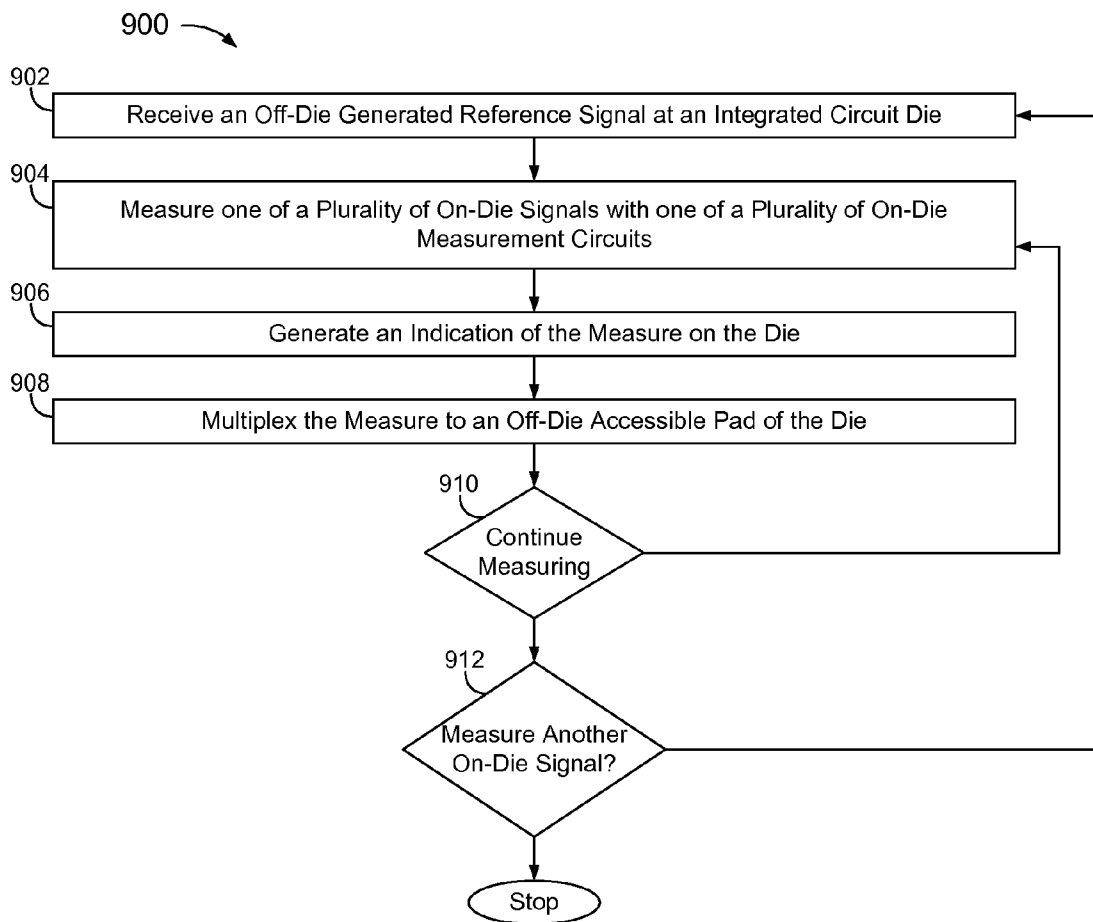 900
902
Receive an Off-Die Generated Reference Signal at an Integrated Circuit Die
904
Measure one of a Plurality of On-Die Signals with one of a Plurality of On-Die
Measurement Circuits
906
Generate an Indication of the Measure on the Die
908
Multiplex the Measure to an Off-Die Accessible Pad of the Die
910
Continue
Measuring
912
Measure Another
On-Die Signal?
Stop